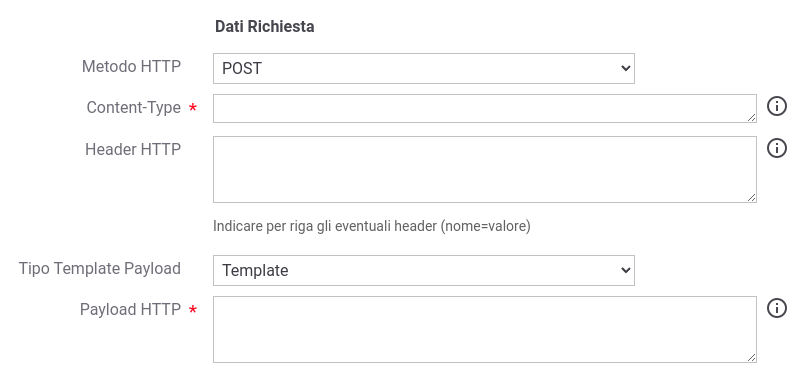 Dati Richiesta
Metodo HTTP POST
Content-Type *
Header HTTP
Indicare per riga gli eventuali header (nome=valore)
Tipo Template Payload Template
Payload HTTP *